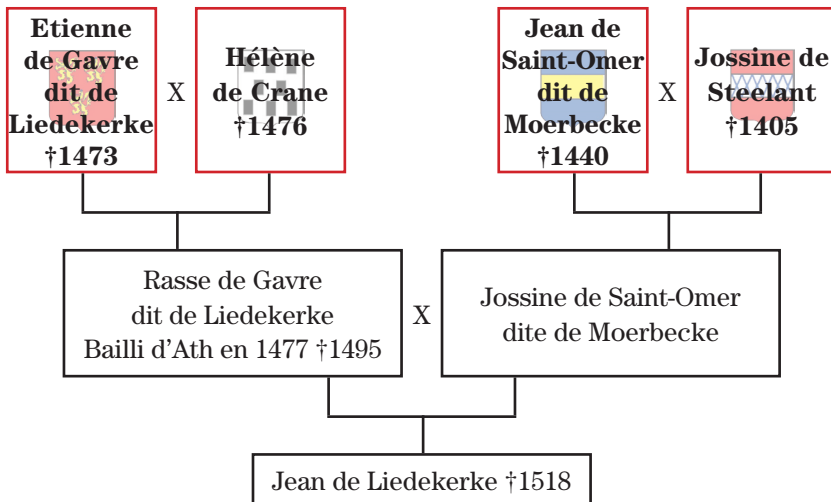 Etienne
de Gavre
dit de
Liedekerke
†1473
X
Hélène
de Crane
†1476
Jean de
Saint-Omer
dit de
Moerbecke
†1440
X
Jossine de
Steelant
†1405
Rasse de Gavre
dit de Liedekerke
Bailli d’Ath en 1477 †1495
X
Jossine de Saint-Omer
dite de Moerbecke
Jean de Liedekerke †1518